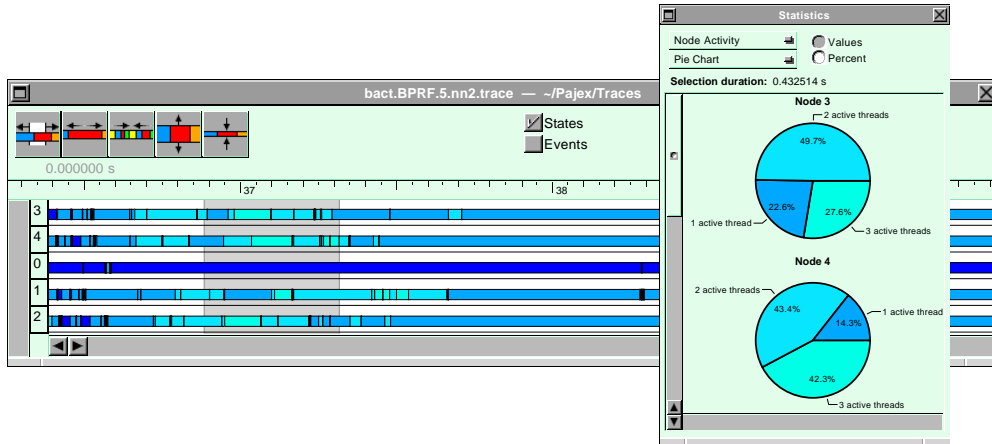 Statistics
Node Activity
Pie Chart
Values
Percent
Selection duration: 0.432514 s
bact.BPRF.5.nn2.trace — ~/Pajex/Traces
States
Events
0.000000 s
37
38
3
4
0
1
2
Node 3
2 active threads
49.7%
22.6%
27.6%
1 active thread
3 active threads
Node 4
2 active threads
43.4%
1 active thread
14.3%
42.3%
3 active threads